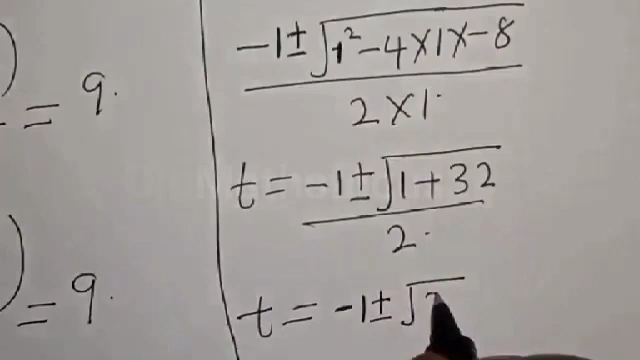 ) = 9.
) = 9.
-1 ± √1² - 4 × 1 × -8
2 × 1.
t = -1 ± √1 + 32
2.
t = -1 ± √